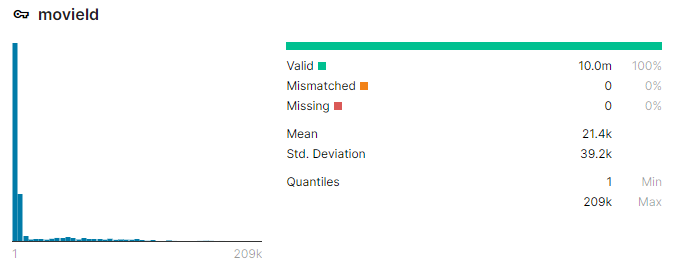 movieId
Valid 10.0m 100%
Mismatched 0 0%
Missing 0 0%
Mean 21.4k
Std. Deviation 39.2k
Quantiles 1 Min
209k Max
1 209k